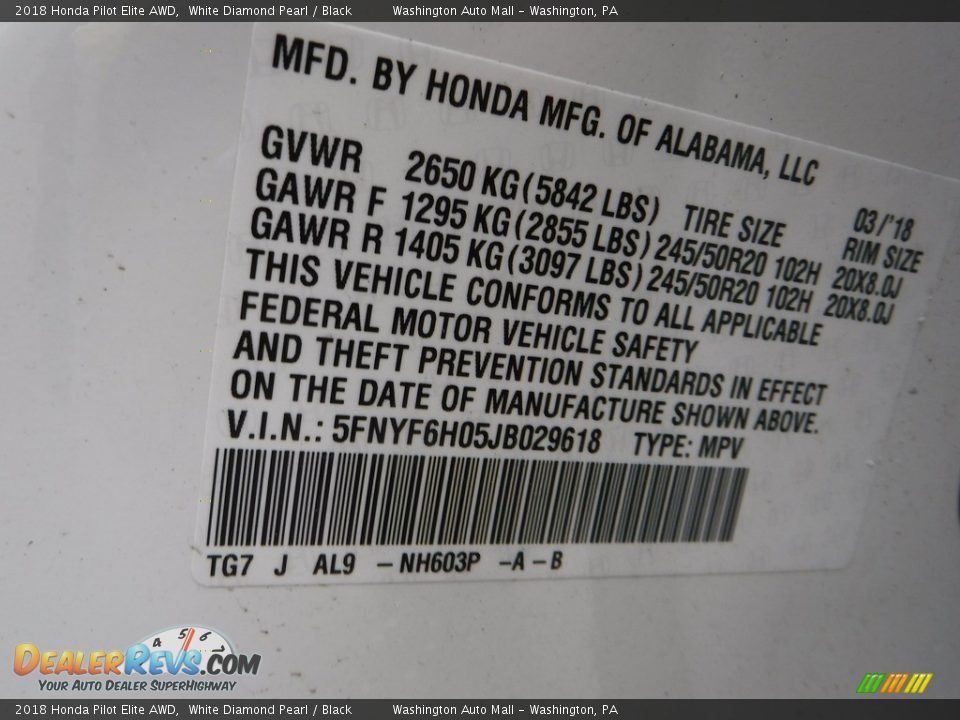 2018 Honda Pilot Elite AWD,  White Diamond Pearl / Black        Washington Auto Mall - Washington, PA
MFD. BY HONDA MFG. OF ALABAMA, LLC
03/'18
GVWR 2650 KG (5842 LBS) TIRE SIZE RIM SIZE
GAWR F 1295 KG (2855 LBS) 245/50R20 102H 20X8.0J
GAWR R 1405 KG (3097 LBS) 245/50R20 102H 20X8.0J
THIS VEHICLE CONFORMS TO ALL APPLICABLE
FEDERAL MOTOR VEHICLE SAFETY
AND THEFT PREVENTION STANDARDS IN EFFECT
ON THE DATE OF MANUFACTURE SHOWN ABOVE.
V.I.N.: 5FNYF6H05JB029618 TYPE: MPV
TG7 J AL9 – NH603P –A – B
4 5 6
DEALERREVS.COM
YOUR AUTO DEALER SUPERHIGHWAY
2018 Honda Pilot Elite AWD,  White Diamond Pearl / Black        Washington Auto Mall - Washington, PA